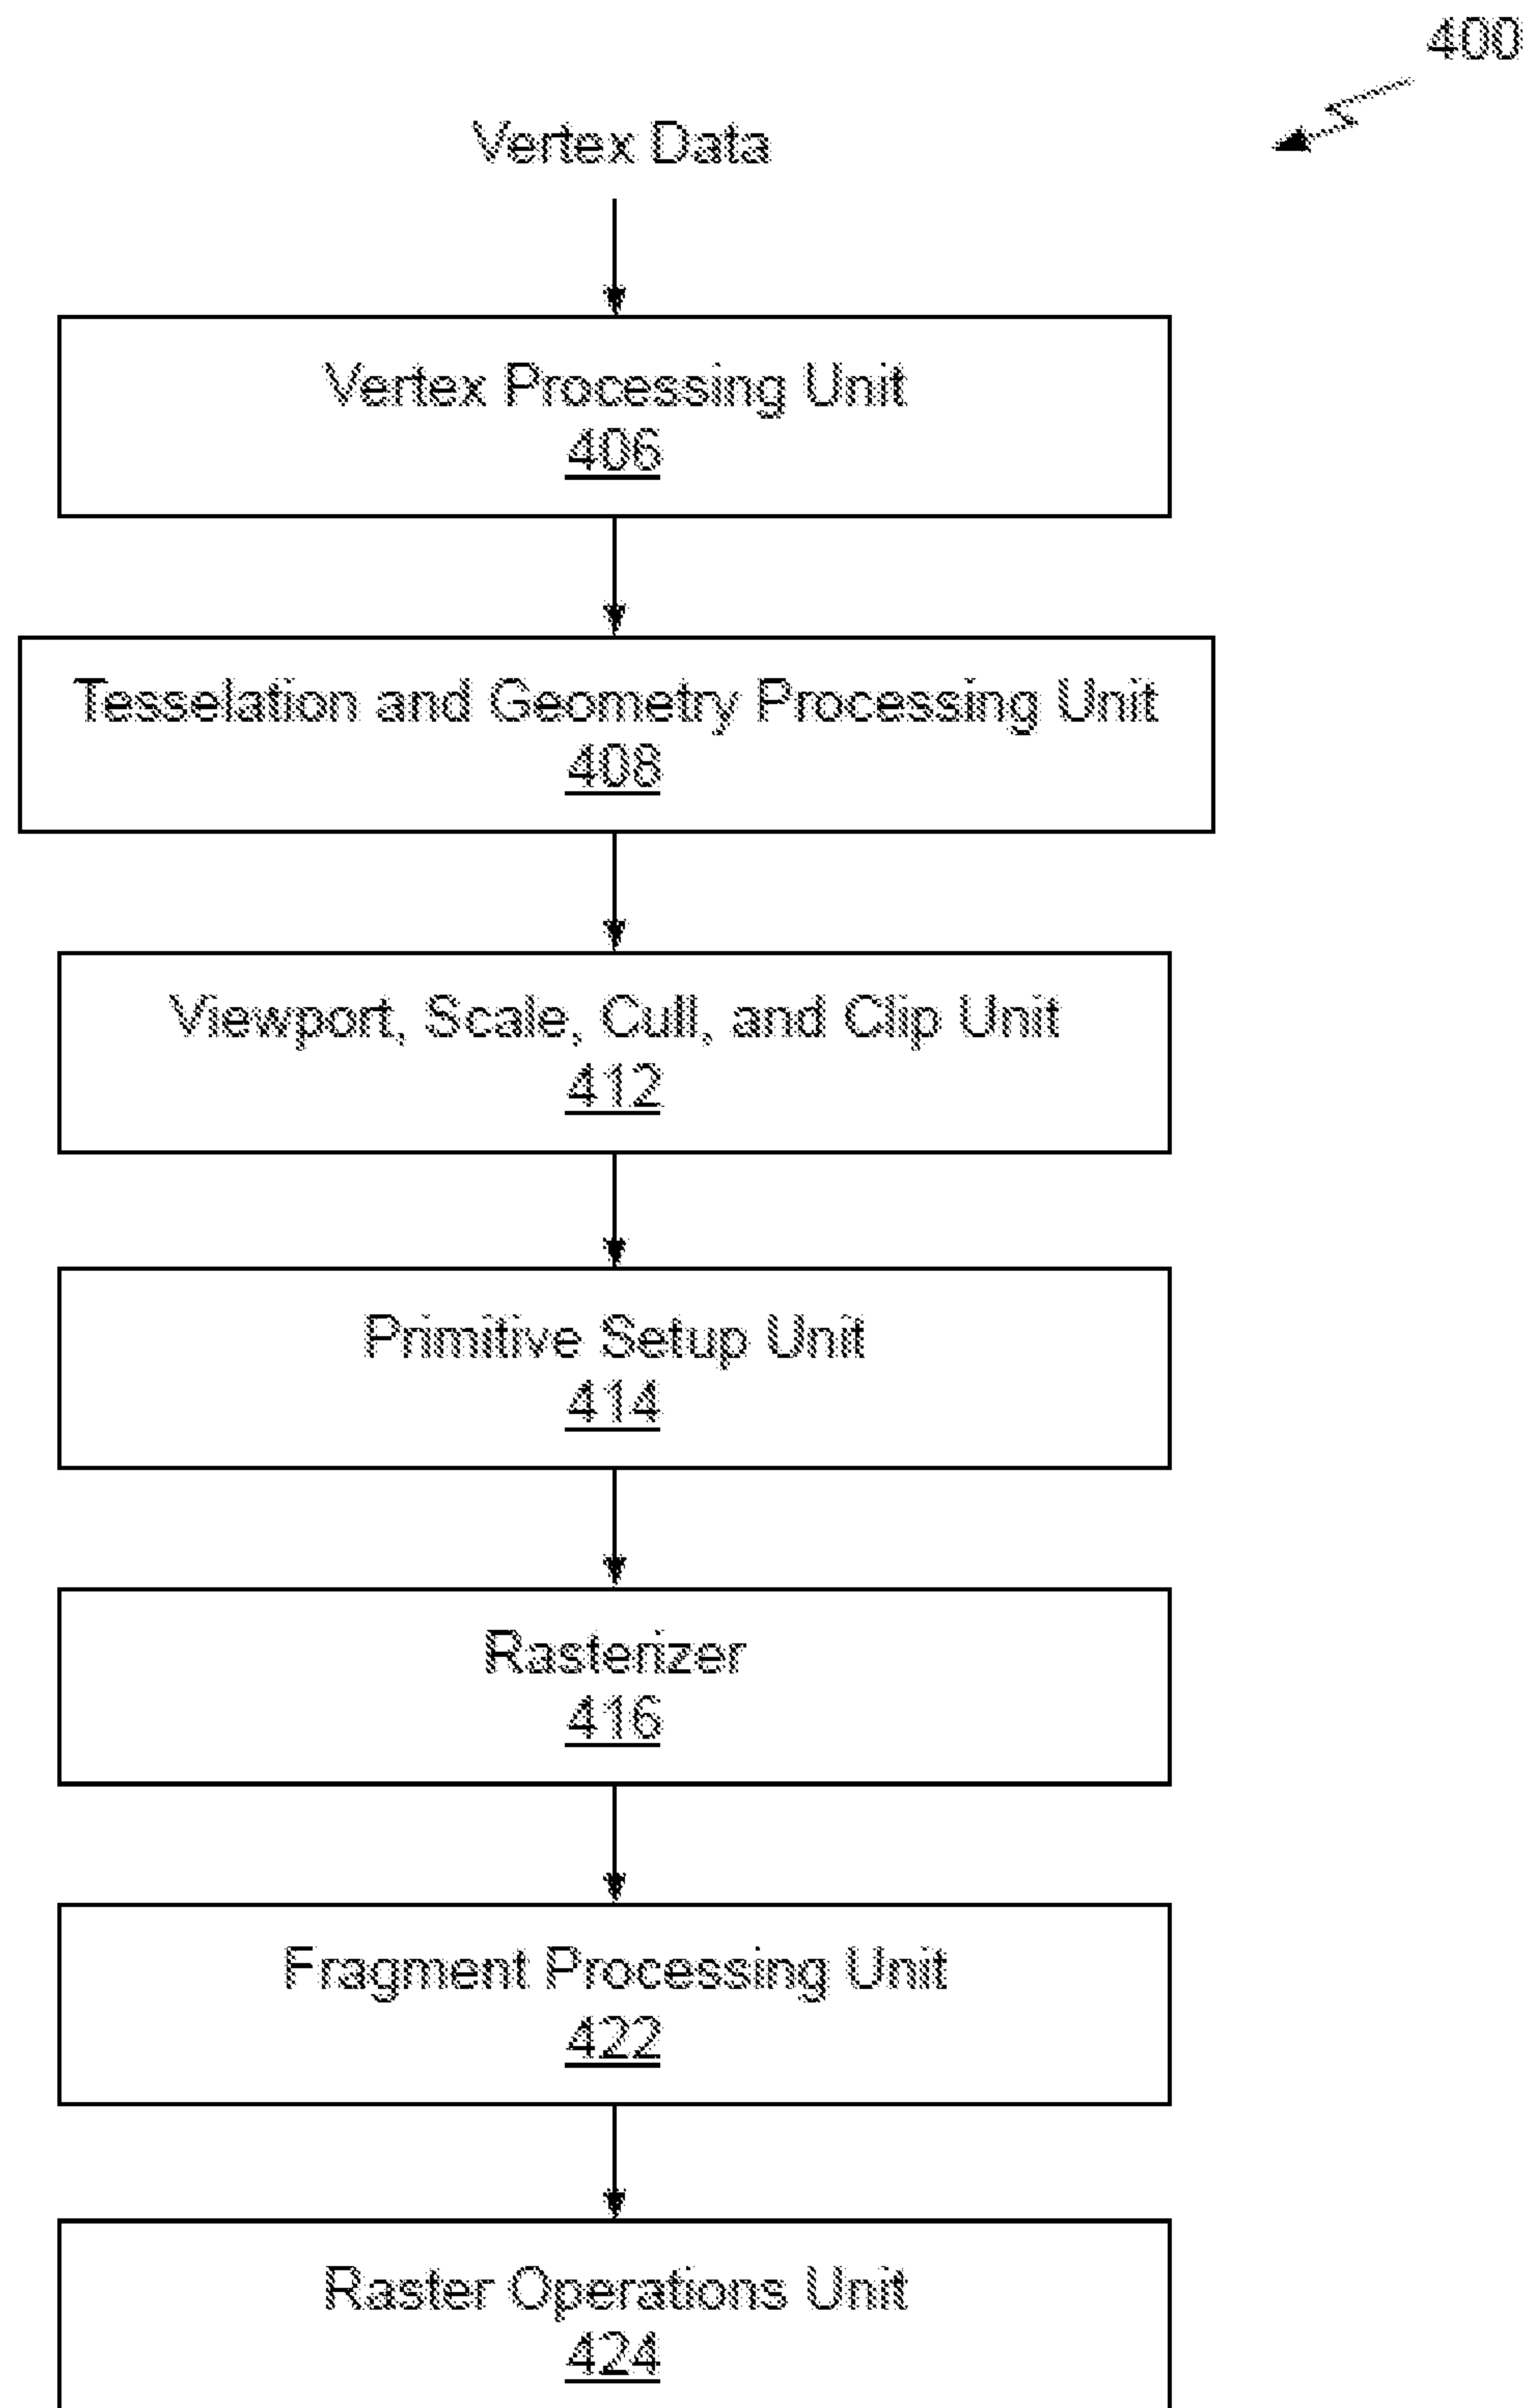 400
Vertex Data
Vertex Processing Unit
406
Tesselation and Geometry Processing Unit
408
Viewport, Scale, Cull, and Clip Unit
412
Primitive Setup Unit
414
Rasterizer
416
Fragment Processing Unit
422
Raster Operations Unit
424